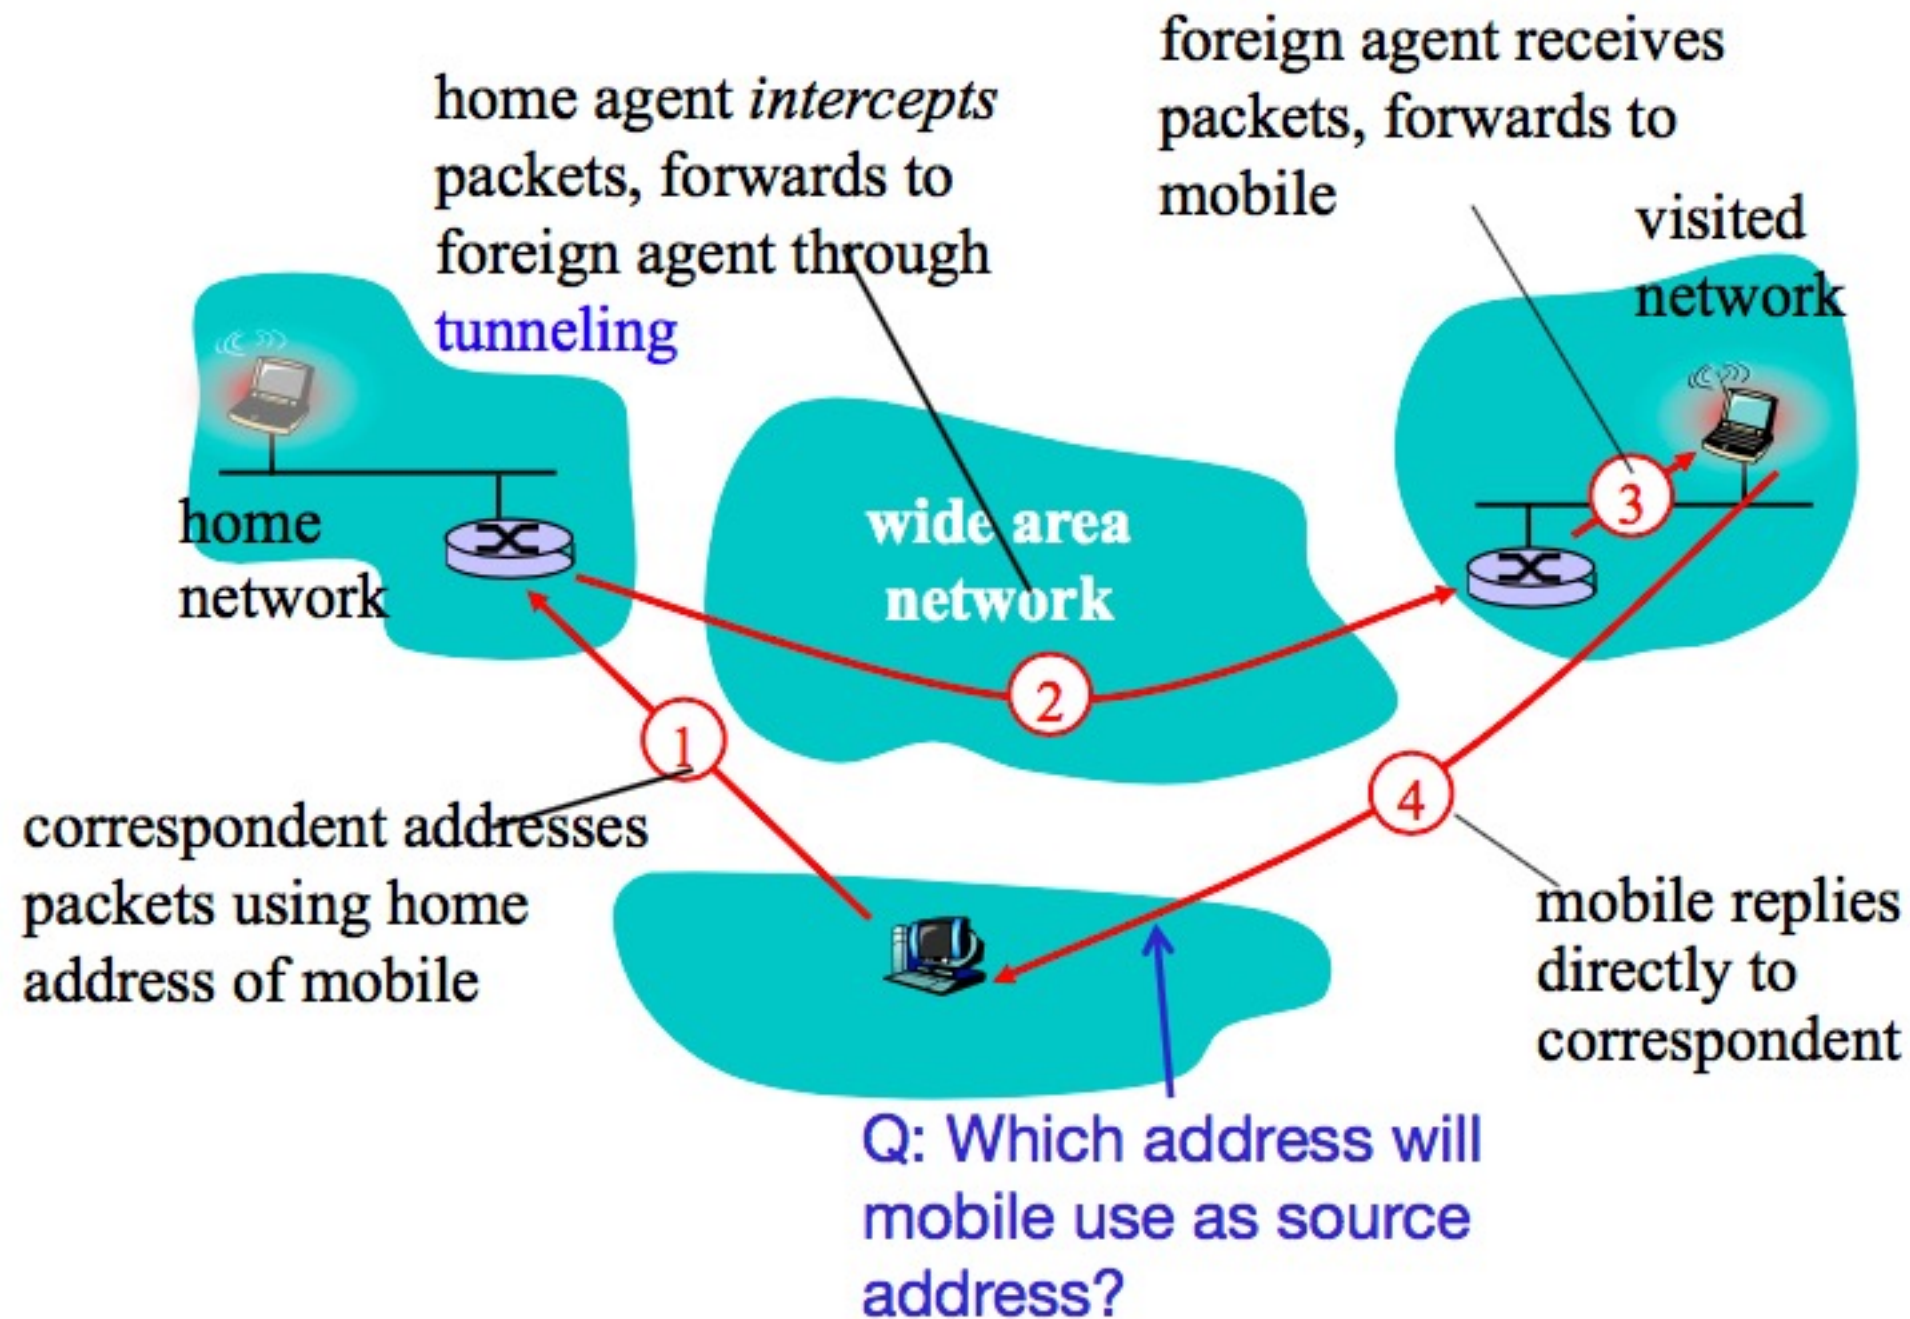 home agent intercepts
packets, forwards to
foreign agent through
tunneling
foreign agent receives
packets, forwards to
mobile
visited
network
home
network
wide area
network
1
2
3
4
correspondent addresses
packets using home
address of mobile
mobile replies
directly to
correspondent
Q: Which address will
mobile use as source
address?